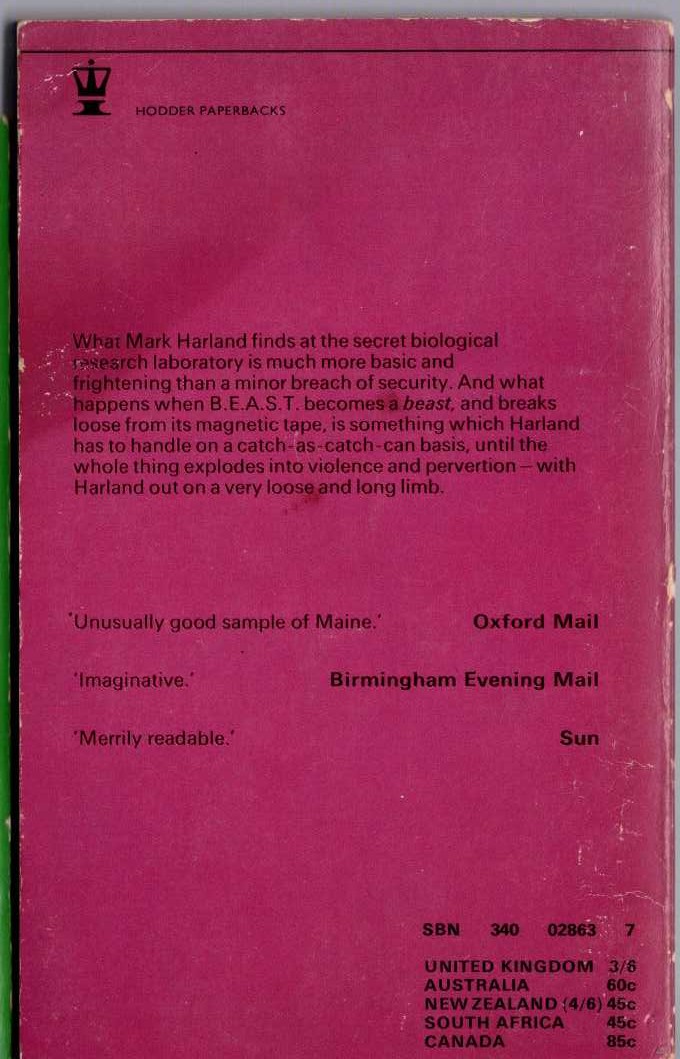 HODDER PAPERBACKS
What Mark Harland finds at the secret biological
research laboratory is much more basic and
frightening than a minor breach of security. And what
happens when B.E.A.S.T. becomes a beast, and breaks
loose from its magnetic tape, is something which Harland
has to handle on a catch-as-catch-can basis, until the
whole thing explodes into violence and pervertion – with
Harland out on a very loose and long limb.
'Unusually good sample of Maine.' Oxford Mail
'Imaginative.' Birmingham Evening Mail
'Merrily readable.' Sun
SBN 340 02863 7
UNITED KINGDOM 3/6
AUSTRALIA 60c
NEW ZEALAND (4/6) 45c
SOUTH AFRICA 45c
CANADA 85c